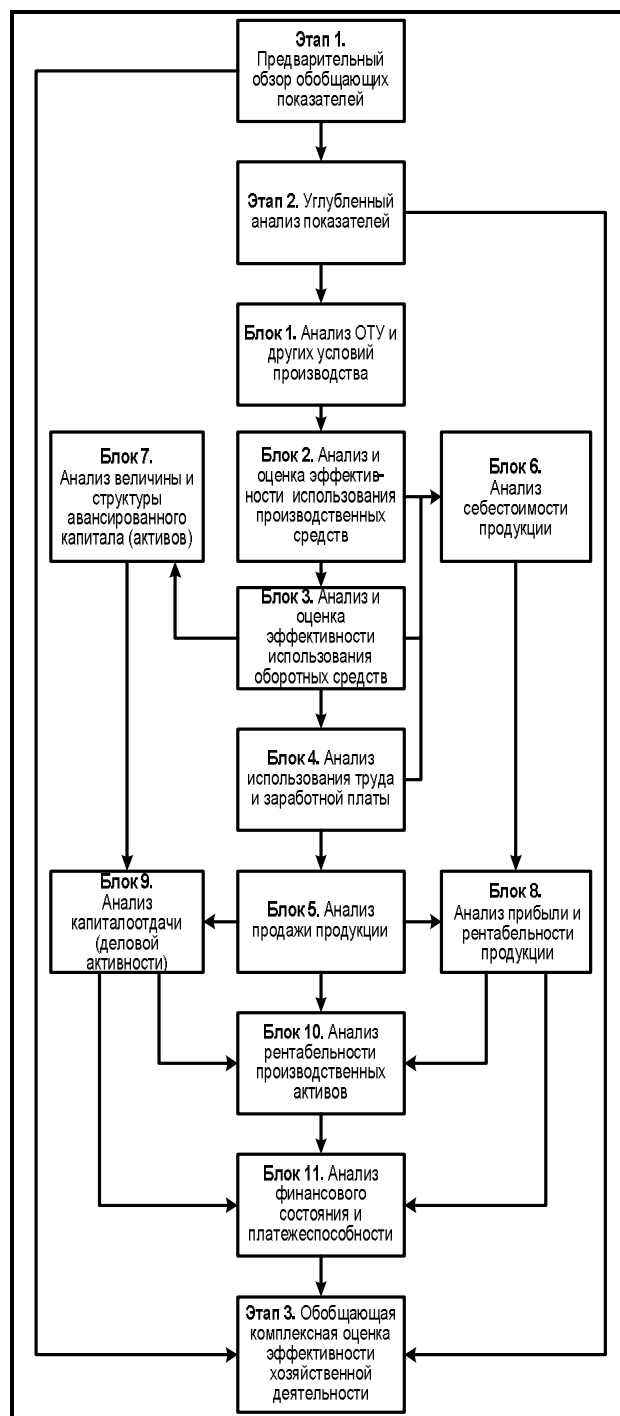 Этап 1.
Предварительный
обзор обобщающих
показателей
Этап 2. Углубленный
анализ показателей
Блок 1. Анализ ОТУ и
других условий
производства
Блок 7.
Анализ величины и
структуры
авансированного
капитала (активов)
Блок 2. Анализ и
оценка эффектив-
ности использования
производственных
средств
Блок 6.
Анализ
себестоимости
продукции
Блок 3. Анализ и
оценка
эффективности
использования
оборотных средств
Блок 4. Анализ
использования труда
и заработной платы
Блок 9.
Анализ
капиталоотдачи
(деловой
активности)
Блок 5. Анализ
продажи продукции
Блок 8.
Анализ прибыли и
рентабельности
продукции
Блок 10. Анализ
рентабельности
производственных
активов
Блок 11. Анализ
финансового
состояния и
платежеспособности
Этап 3. Обобщающая
комплексная оценка
эффективности
хозяйственной
деятельности